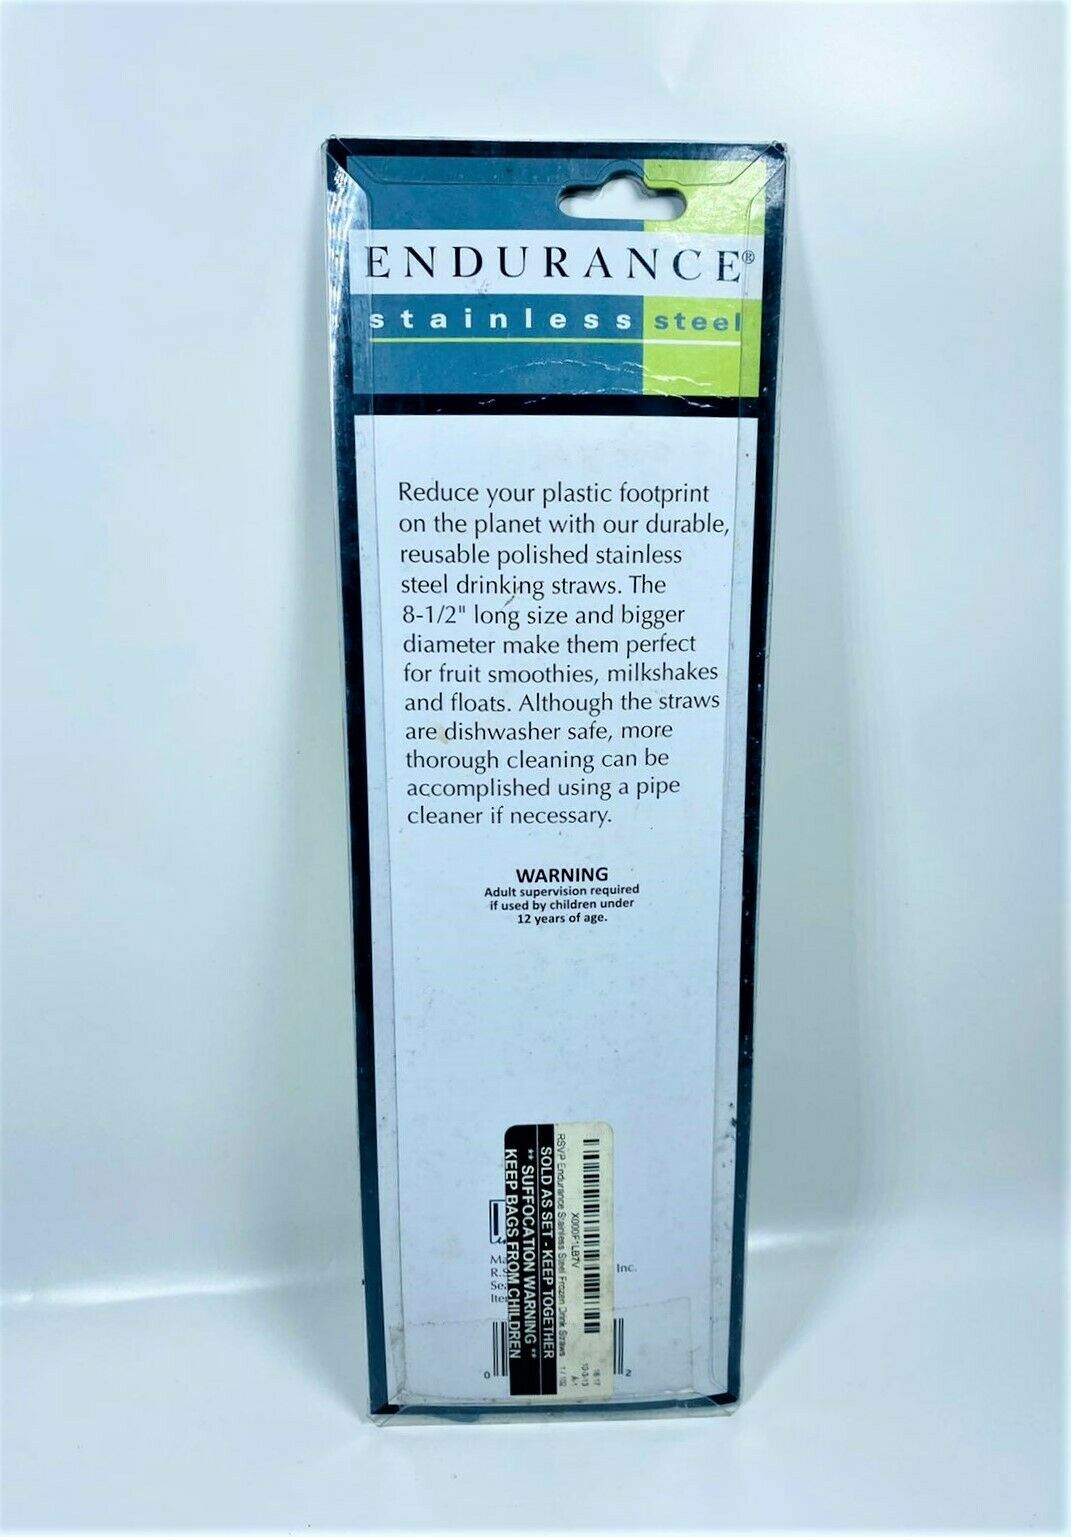 ENDURANCE®
stainless steel
Reduce your plastic footprint
on the planet with our durable,
reusable polished stainless
steel drinking straws. The
8-1/2" long size and bigger
diameter make them perfect
for fruit smoothies, milkshakes
and floats. Although the straws
are dishwasher safe, more
thorough cleaning can be
accomplished using a pipe
cleaner if necessary.
WARNING
Adult supervision required
if used by children under
12 years of age.
X000F1LB7V
RSVP Endurance Stainless Steel Frozen Drink Straws
SOLD AS SET - KEEP TOGETHER
** SUFFOCATION WARNING **
KEEP BAGS FROM CHILDREN
Inc.
0
2